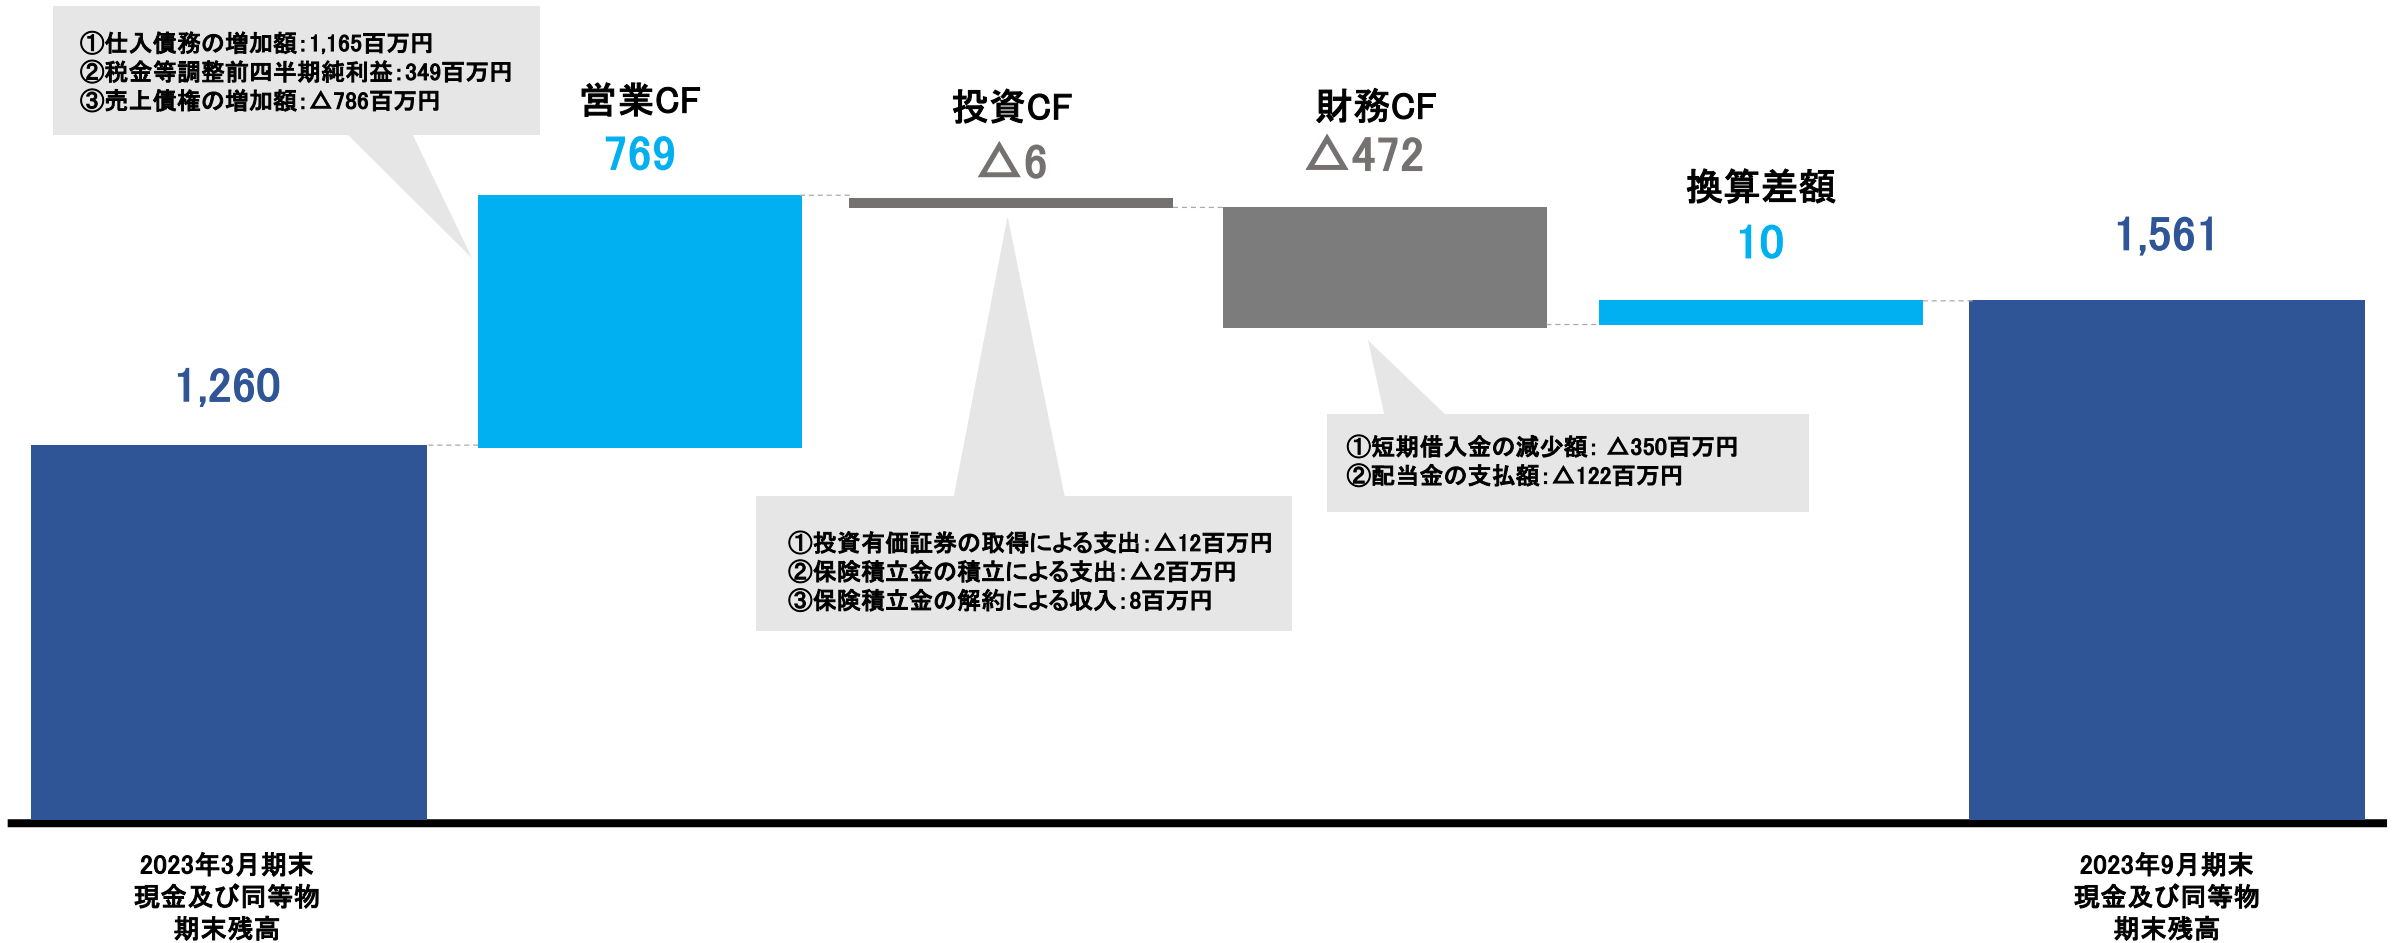 ①仕入債務の増加額：1,165百万円
②税金等調整前四半期純利益：349百万円
③売上債権の増加額：△786百万円
営業CF
769
投資CF
△6
財務CF
△472
換算差額
10
1,561
1,260
①短期借入金の減少額： △350百万円
②配当金の支払額：△122百万円
①投資有価証券の取得による支出：△12百万円
②保険積立金の積立による支出：△2百万円
③保険積立金の解約による収入：8百万円
2023年3月期末
現金及び同等物
期末残高
2023年9月期末
現金及び同等物
期末残高